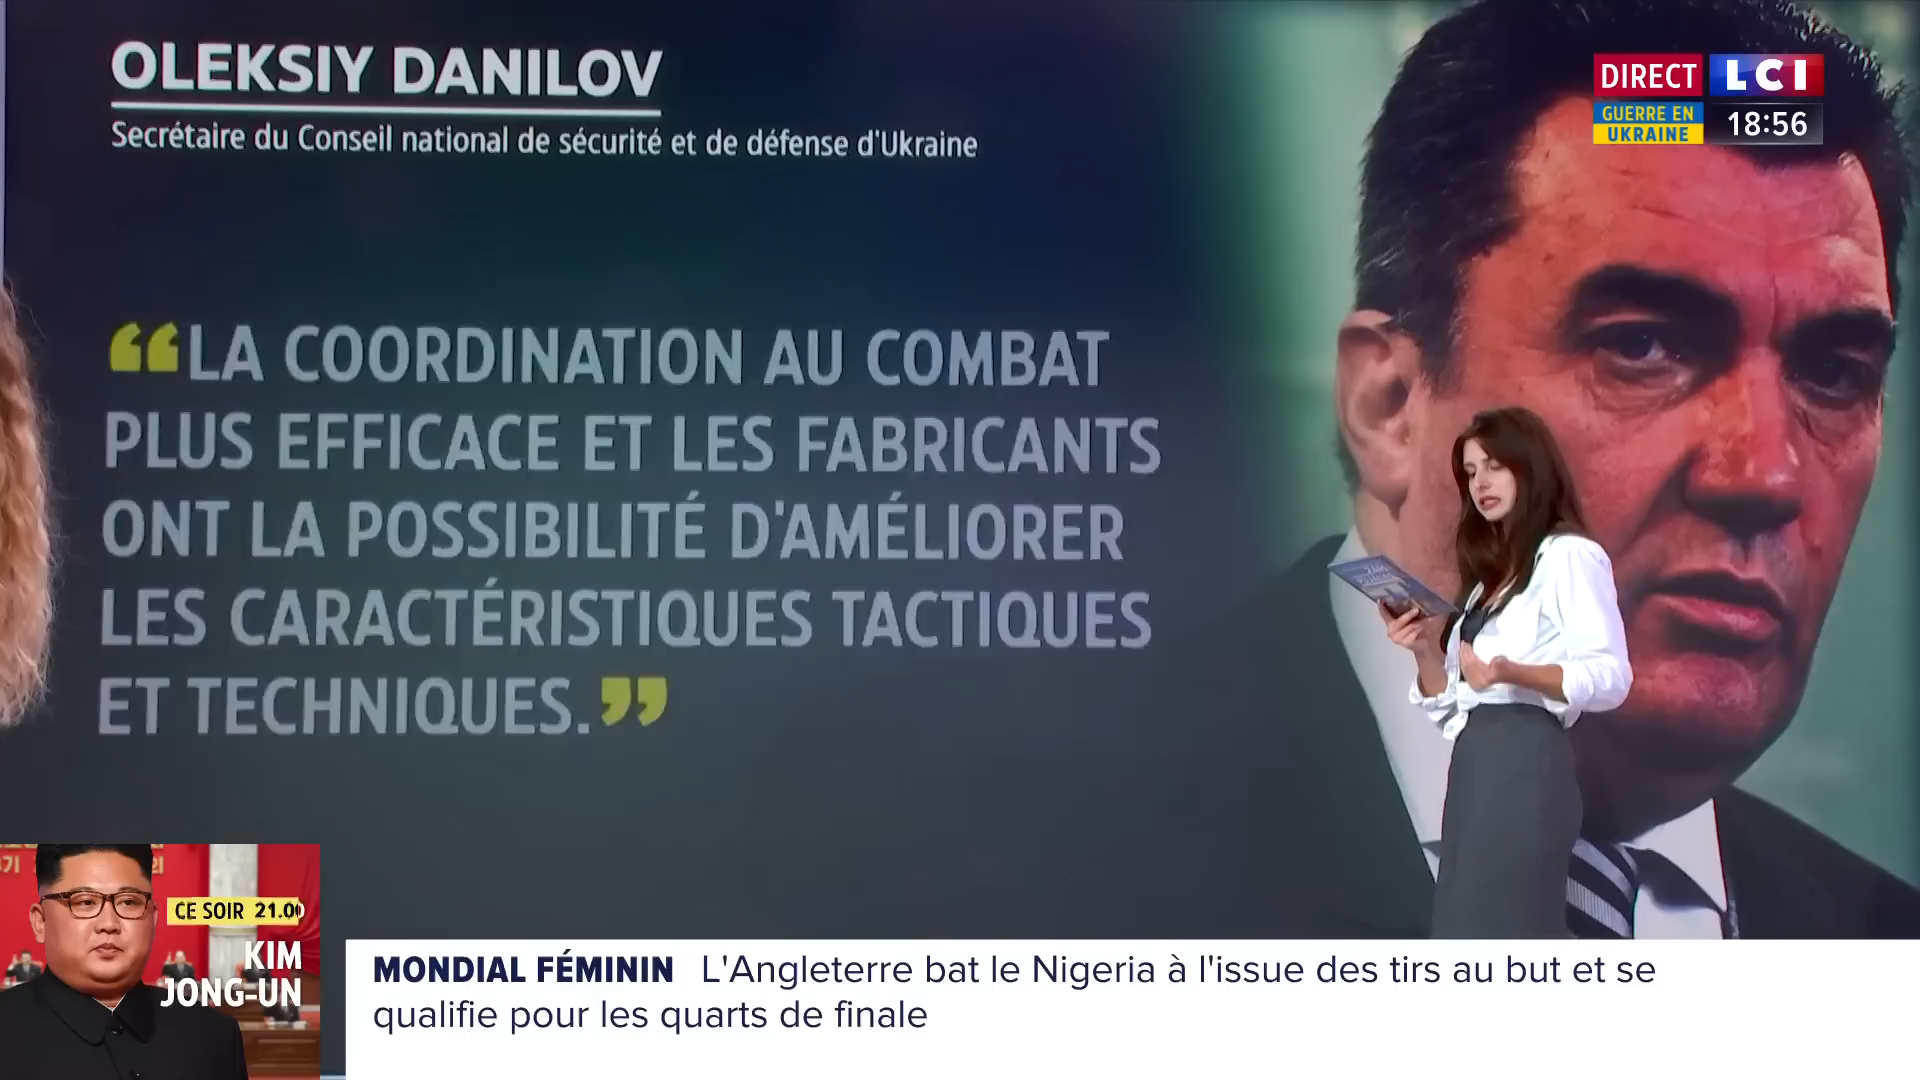 OLEKSIY DANILOV
Secrétaire du Conseil national de sécurité et de défense d'Ukraine
DIRECT LCI
GUERRE EN
UKRAINE
18:56
“LA COORDINATION AU COMBAT
PLUS EFFICACE ET LES FABRICANTS
ONT LA POSSIBILITÉ D'AMÉLIORER
LES CARACTÉRISTIQUES TACTIQUES
ET TECHNIQUES.”
CE SOIR 21.00
KIM
JONG-UN
MONDIAL FÉMININ L'Angleterre bat le Nigeria à l'issue des tirs au but et se
qualifie pour les quarts de finale